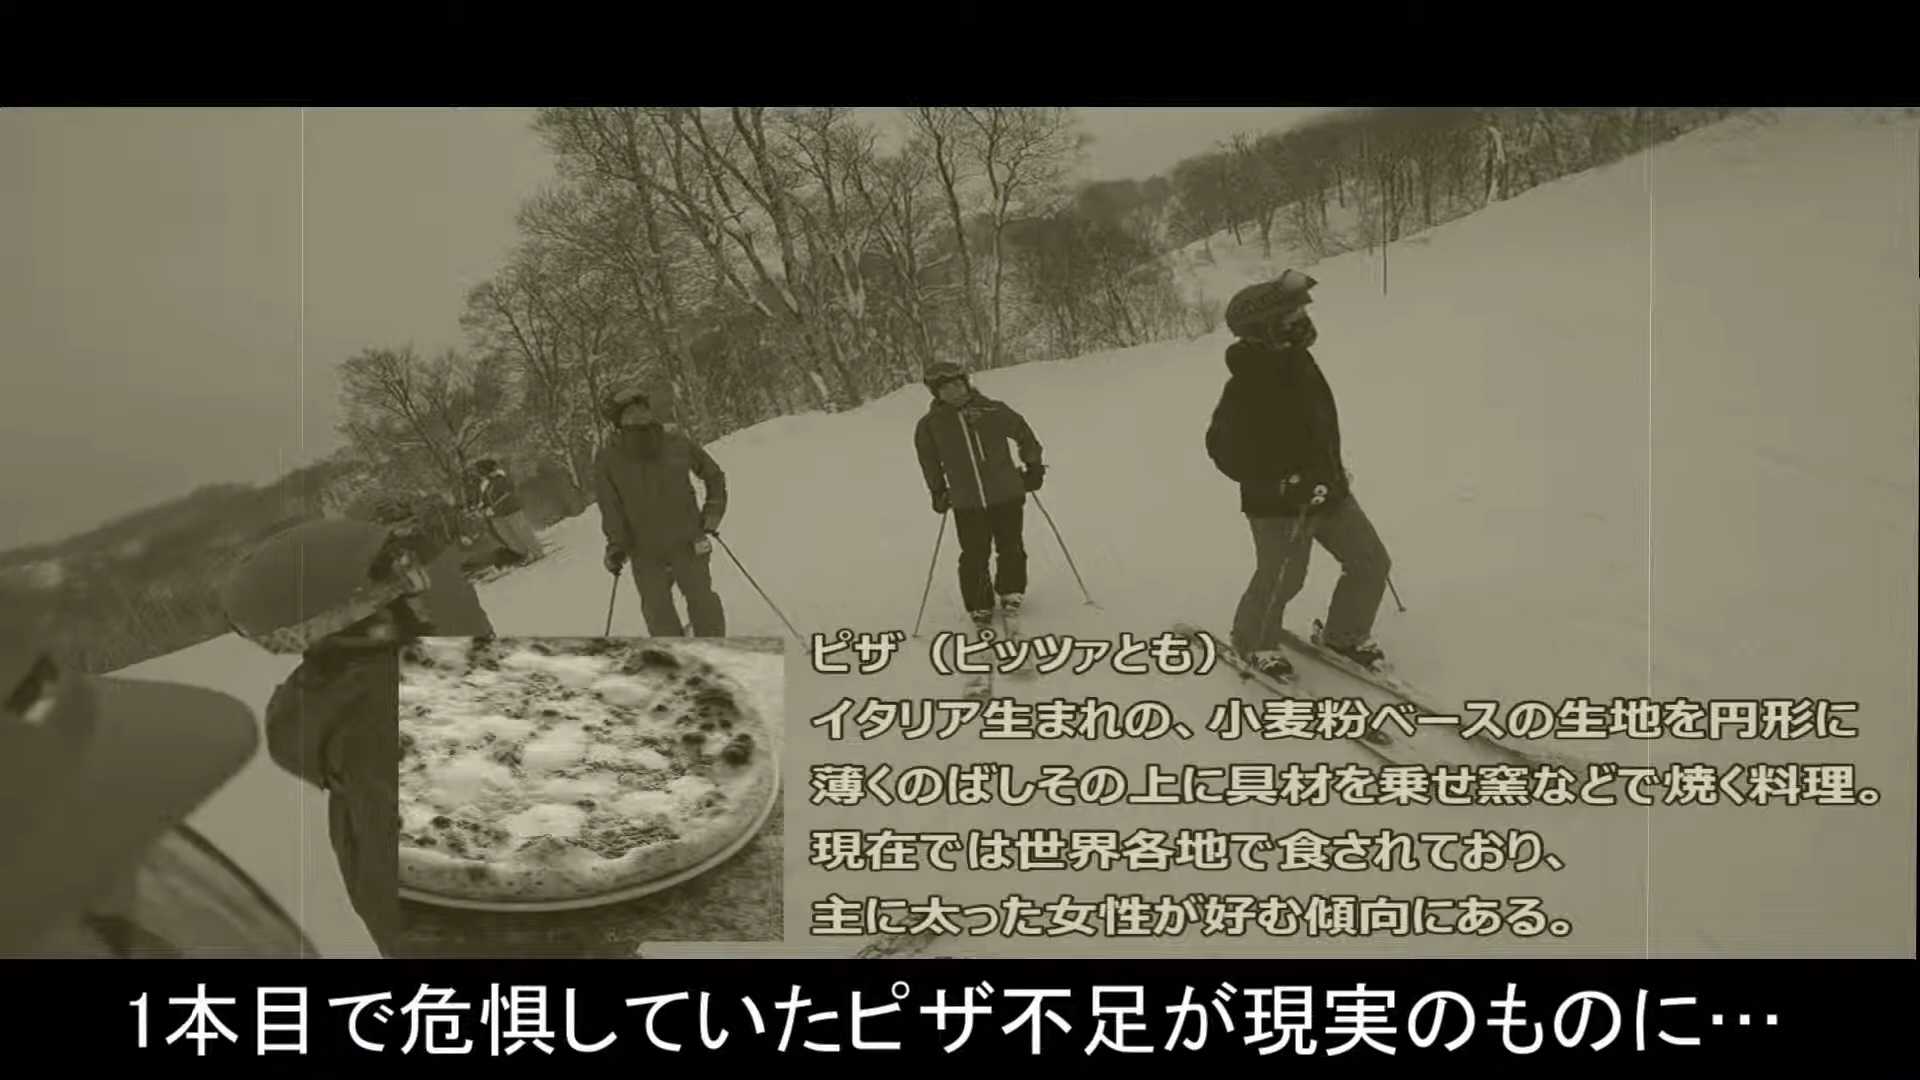 ピザ（ピッツァとも）
イタリア生まれの、小麦粉ベースの生地を円形に
薄くのばしその上に具材を乗せ窯などで焼く料理。
現在では世界各地で食されており、
主に太った女性が好む傾向にある。
1本目で危惧していたピザ不足が現実のものに…